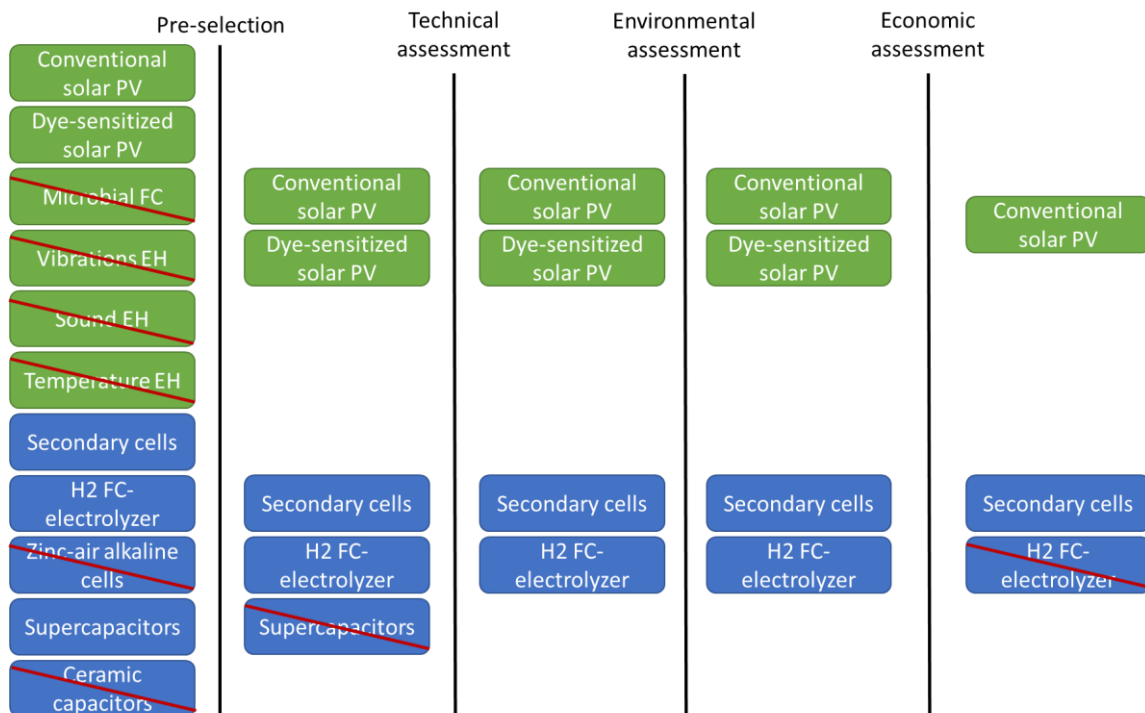 Pre-selection
Technical
assessment
Environmental
assessment
Economic
assessment
Conventional
solar PV
Dye-sensitized
solar PV
Microbial FC
Vibrations EH
Sound EH
Temperature EH
Secondary cells
H2 FC-
electrolyzer
Zinc-air alkaline
cells
Supercapacitors
Ceramic
capacitors
Conventional
solar PV
Dye-sensitized
solar PV
Secondary cells
H2 FC-
electrolyzer
Supercapacitors
Conventional
solar PV
Dye-sensitized
solar PV
Secondary cells
H2 FC-
electrolyzer
Conventional
solar PV
Dye-sensitized
solar PV
Secondary cells
H2 FC-
electrolyzer
Conventional
solar PV
Secondary cells
H2 FC-
electrolyzer